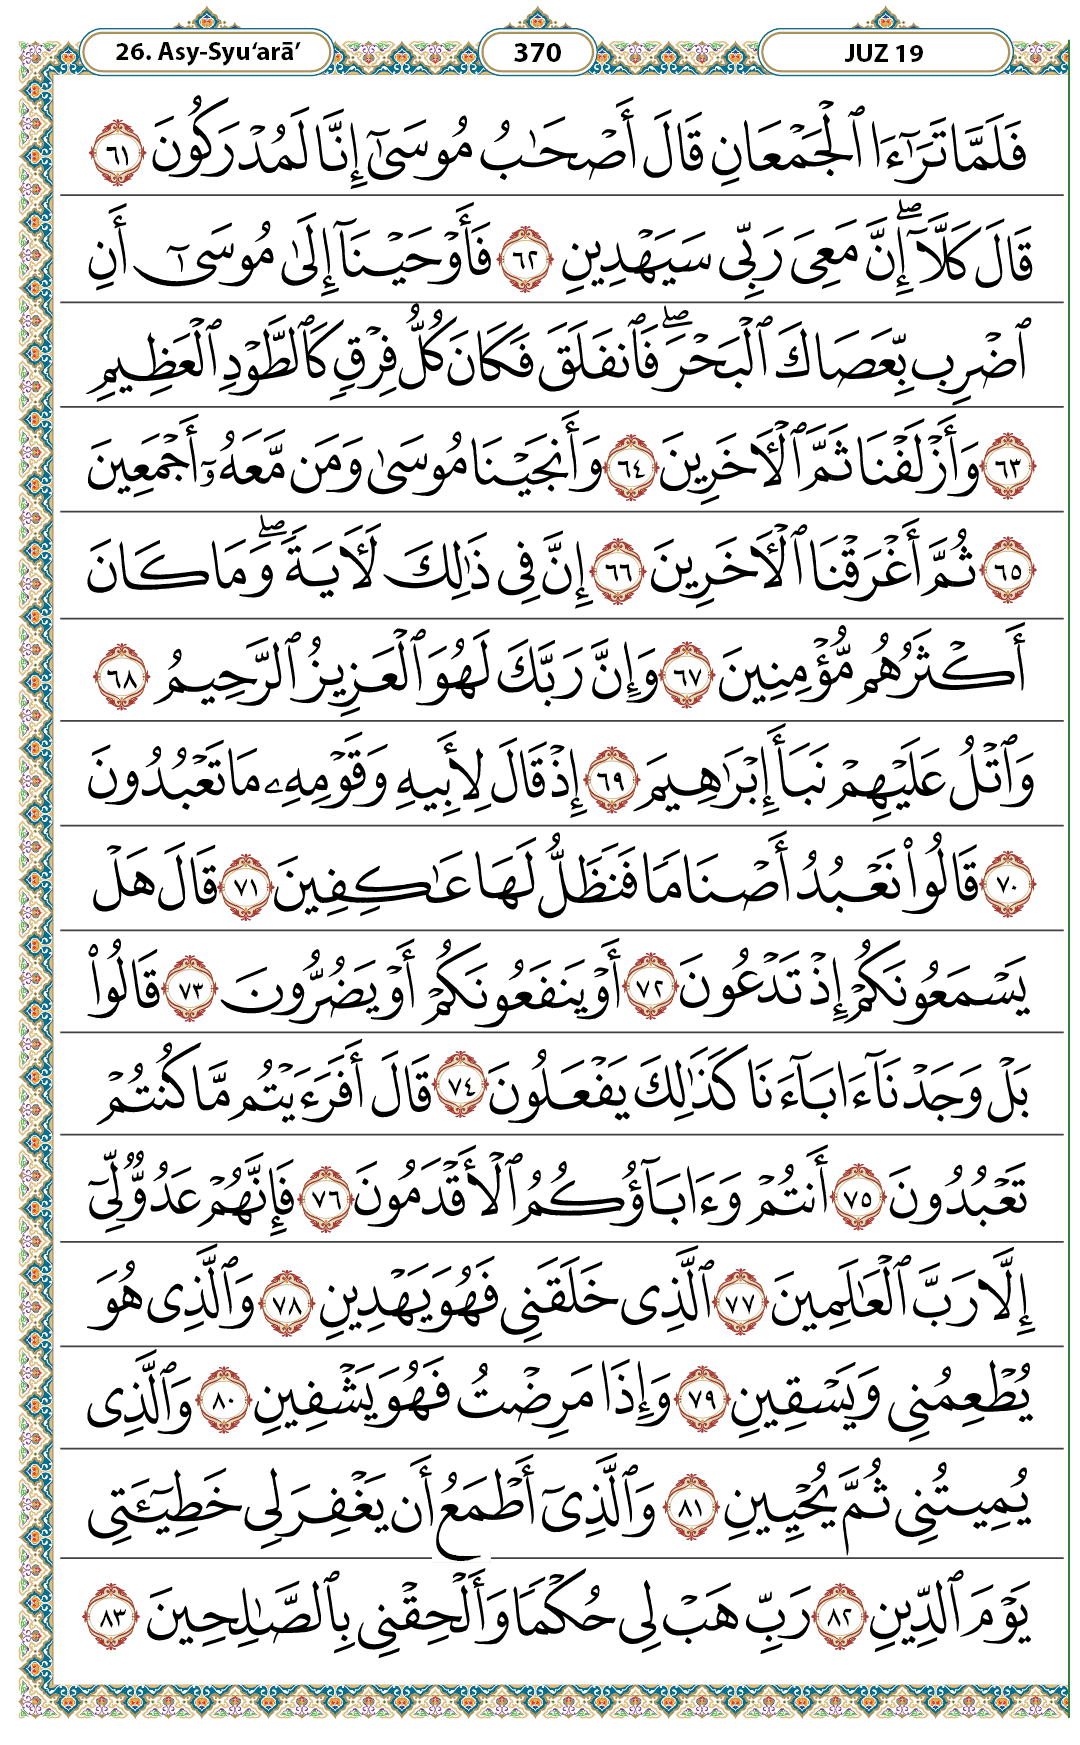 26. Asy-Syu‘arā’
370
JUZ 19
فَلَمَّا تَرَٰٓءَا ٱلْجَمْعَانِ قَالَ أَصْحَٰبُ مُوسَىٰٓ إِنَّا لَمُدْرَكُونَ ٦١
قَالَ كَلَّآ ۖ إِنَّ مَعِىَ رَبِّى سَيَهْدِينِ ٦٢ فَأَوْحَيْنَآ إِلَىٰ مُوسَىٰٓ أَنِ
ٱضْرِب بِّعَصَاكَ ٱلْبَحْرَ ۖ فَٱنفَلَقَ فَكَانَ كُلُّ فِرْقٍ كَٱلطَّوْدِ ٱلْعَظِيمِ
٦٣ وَأَزْلَفْنَا ثَمَّ ٱلْـَٔاخَرِينَ ٦٤ وَأَنجَيْنَا مُوسَىٰ وَمَن مَّعَهُۥٓ أَجْمَعِينَ
٦٥ ثُمَّ أَغْرَقْنَا ٱلْـَٔاخَرِينَ ٦٦ إِنَّ فِى ذَٰلِكَ لَـَٔايَةً ۖ وَمَا كَانَ
أَكْثَرُهُم مُّؤْمِنِينَ ٦٧ وَإِنَّ رَبَّكَ لَهُوَ ٱلْعَزِيزُ ٱلرَّحِيمُ ٦٨
وَٱتْلُ عَلَيْهِمْ نَبَأَ إِبْرَٰهِيمَ ٦٩ إِذْ قَالَ لِأَبِيهِ وَقَوْمِهِۦ مَا تَعْبُدُونَ
٧٠ قَالُوا۟ نَعْبُدُ أَصْنَامًا فَنَظَلُّ لَهَا عَٰكِفِينَ ٧١ قَالَ هَلْ
يَسْمَعُونَكُمْ إِذْ تَدْعُونَ ٧٢ أَوْ يَنفَعُونَكُمْ أَوْ يَضُرُّونَ ٧٣ قَالُوا۟
بَلْ وَجَدْنَآ ءَابَآءَنَا كَذَٰلِكَ يَفْعَلُونَ ٧٤ قَالَ أَفَرَءَيْتُم مَّا كُنتُمْ
تَعْبُدُونَ ٧٥ أَنتُمْ وَءَابَآؤُكُمُ ٱلْأَقْدَمُونَ ٧٦ فَإِنَّهُمْ عَدُوٌّ لِّىٓ
إِلَّا رَبَّ ٱلْعَٰلَمِينَ ٧٧ ٱلَّذِى خَلَقَنِى فَهُوَ يَهْدِينِ ٧٨ وَٱلَّذِى هُوَ
يُطْعِمُنِى وَيَسْقِينِ ٧٩ وَإِذَا مَرِضْتُ فَهُوَ يَشْفِينِ ٨٠ وَٱلَّذِى
يُمِيتُنِى ثُمَّ يُحْيِينِ ٨١ وَٱلَّذِىٓ أَطْمَعُ أَن يَغْفِرَ لِى خَطِيٓـَٔتِى
يَوْمَ ٱلدِّينِ ٨٢ رَبِّ هَبْ لِى حُكْمًا وَأَلْحِقْنِى بِٱلصَّٰلِحِينَ ٨٣